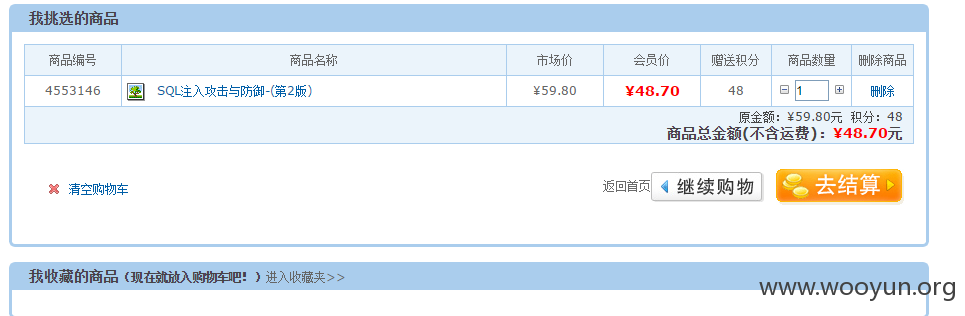 我挑选的商品
商品编号 商品名称 市场价 会员价 赠送积分 商品数量 删除商品
4553146 SQL注入攻击与防御-(第2版) ¥59.80 ¥48.70 48 1 删除
原金额：¥59.80元 积分：48
商品总金额(不含运费)：¥48.70元
清空购物车 返回首页 继续购物 去结算
我收藏的商品（现在就放入购物车吧！）进入收藏夹>>
www.wooyun.org